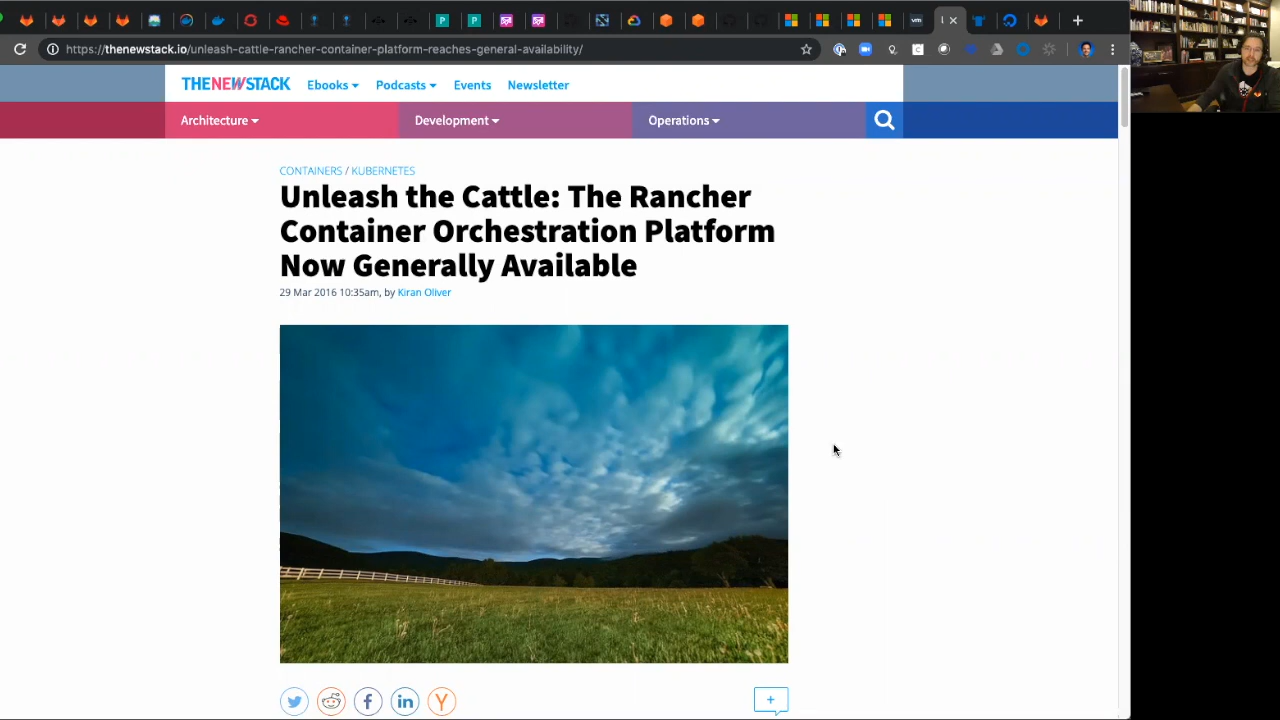 P
P
vm
https://thenewstack.io/unleash-cattle-rancher-container-platform-reaches-general-availability/
THENEWSTACK
Ebooks
Podcasts
Events
Newsletter
Architecture
Development
Operations
CONTAINERS / KUBERNETES
Unleash the Cattle: The Rancher
Container Orchestration Platform
Now Generally Available
29 Mar 2016 10:35am, by Kiran Oliver